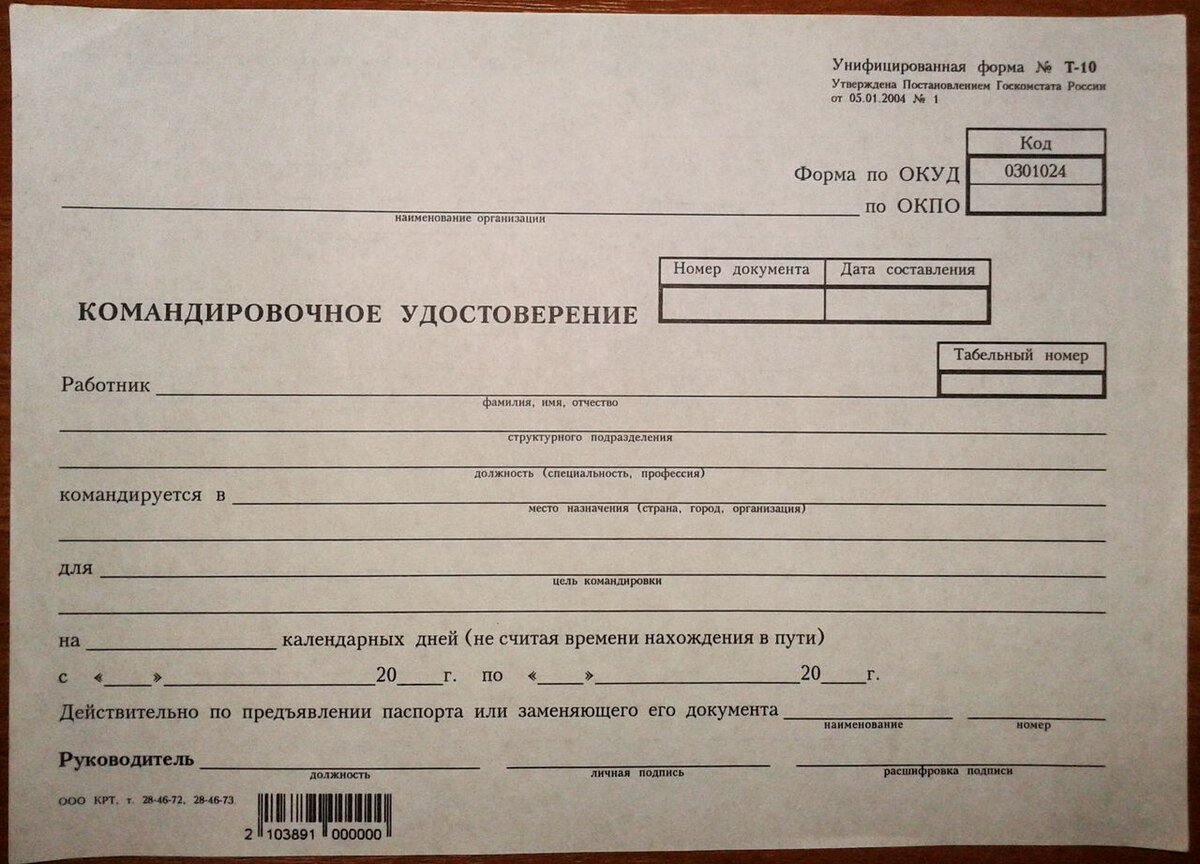 Унифицированная форма № Т-10
Утверждена Постановлением Госкомстата России
от 05.01.2004 № 1
Код
Форма по ОКУД 0301024
по ОКПО
наименование организации
Номер документа Дата составления
КОМАНДИРОВОЧНОЕ УДОСТОВЕРЕНИЕ
Табельный номер
Работник
фамилия, имя, отчество
структурного подразделения
должность (специальность, профессия)
командируется в
место назначения (страна, город, организация)
для
цель командировки
на календарных дней (не считая времени нахождения в пути)
с «____»____________20____г. по «____»____________20____г.
Действительно по предъявлении паспорта или заменяющего его документа
наименование номер
Руководитель
должность личная подпись расшифровка подписи
ООО КРТ, т. 28-46-72, 28-46-73
2 103891 000000